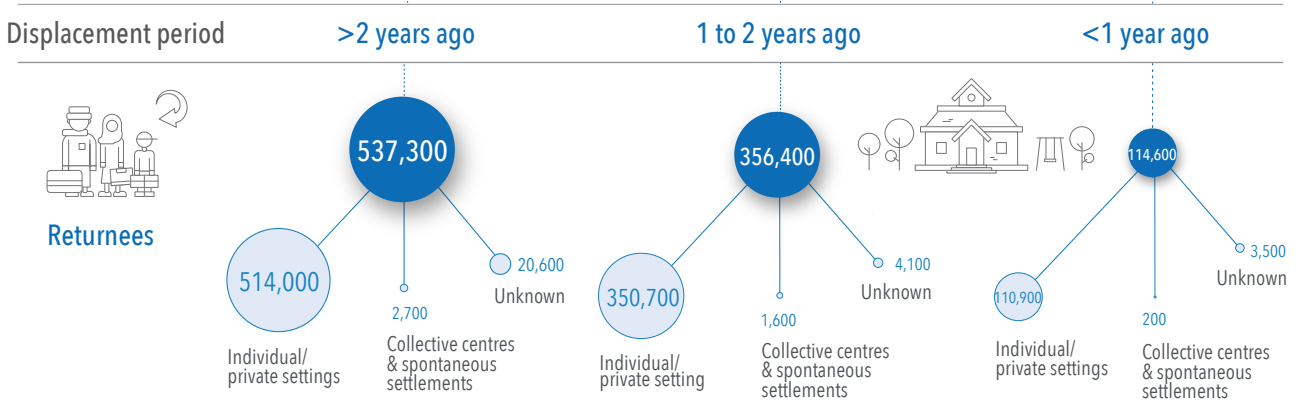 Displacement period
>2 years ago
1 to 2 years ago
<1 year ago
Returnees
537,300
514,000
Individual/
private settings
2,700
Collective centres
& spontaneous
settlements
20,600
Unknown
356,400
350,700
Individual/
private setting
1,600
Collective centres
& spontaneous
settlements
4,100
Unknown
114,600
110,900
Individual/
private settings
200
Collective centres
& spontaneous
settlements
3,500
Unknown